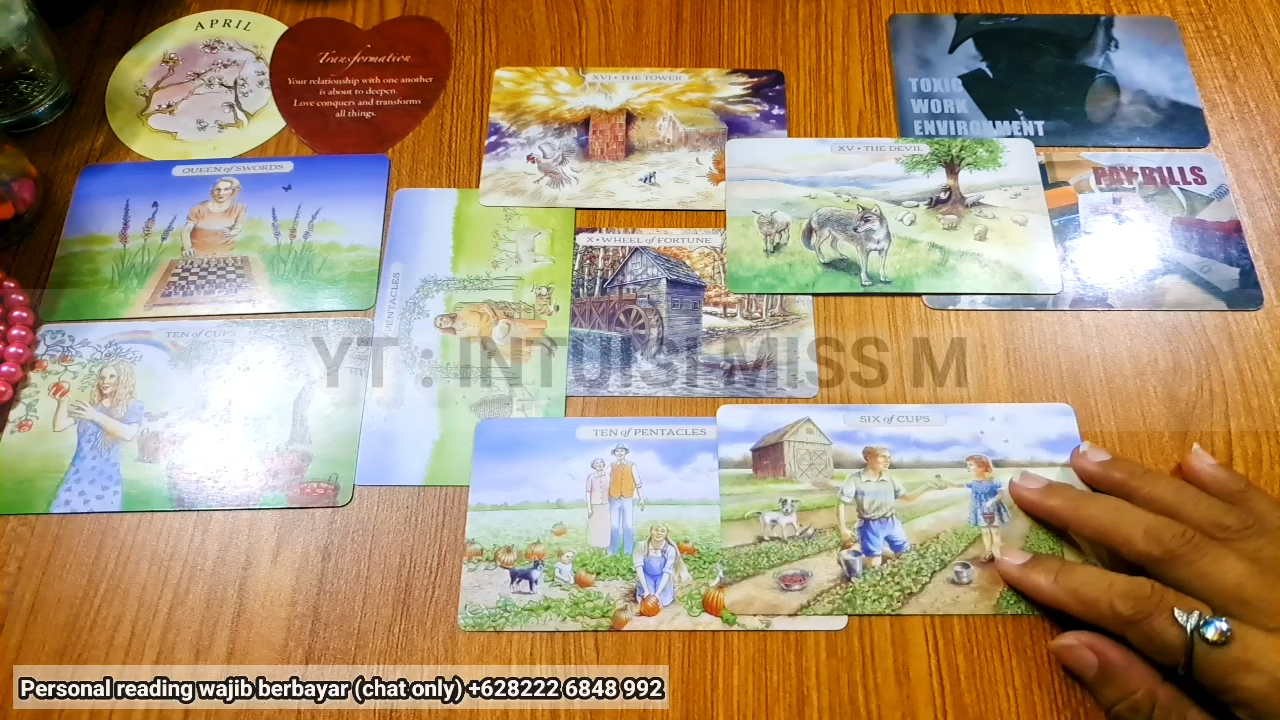 APRIL
Transformation
Your relationship with one another
is about to deepen.
Love conquers and transforms
all things.
XVI • THE TOWER
TOXIC
WORK
ENVIRONMENT
XV • THE DEVIL
PAY BILLS
QUEEN of SWORDS
PENTACLES
X • WHEEL of FORTUNE
TEN of CUPS
YT : INTUISI MISS M
TEN of PENTACLES
SIX of CUPS
Personal reading wajib berbayar (chat only) +628222 6848 992